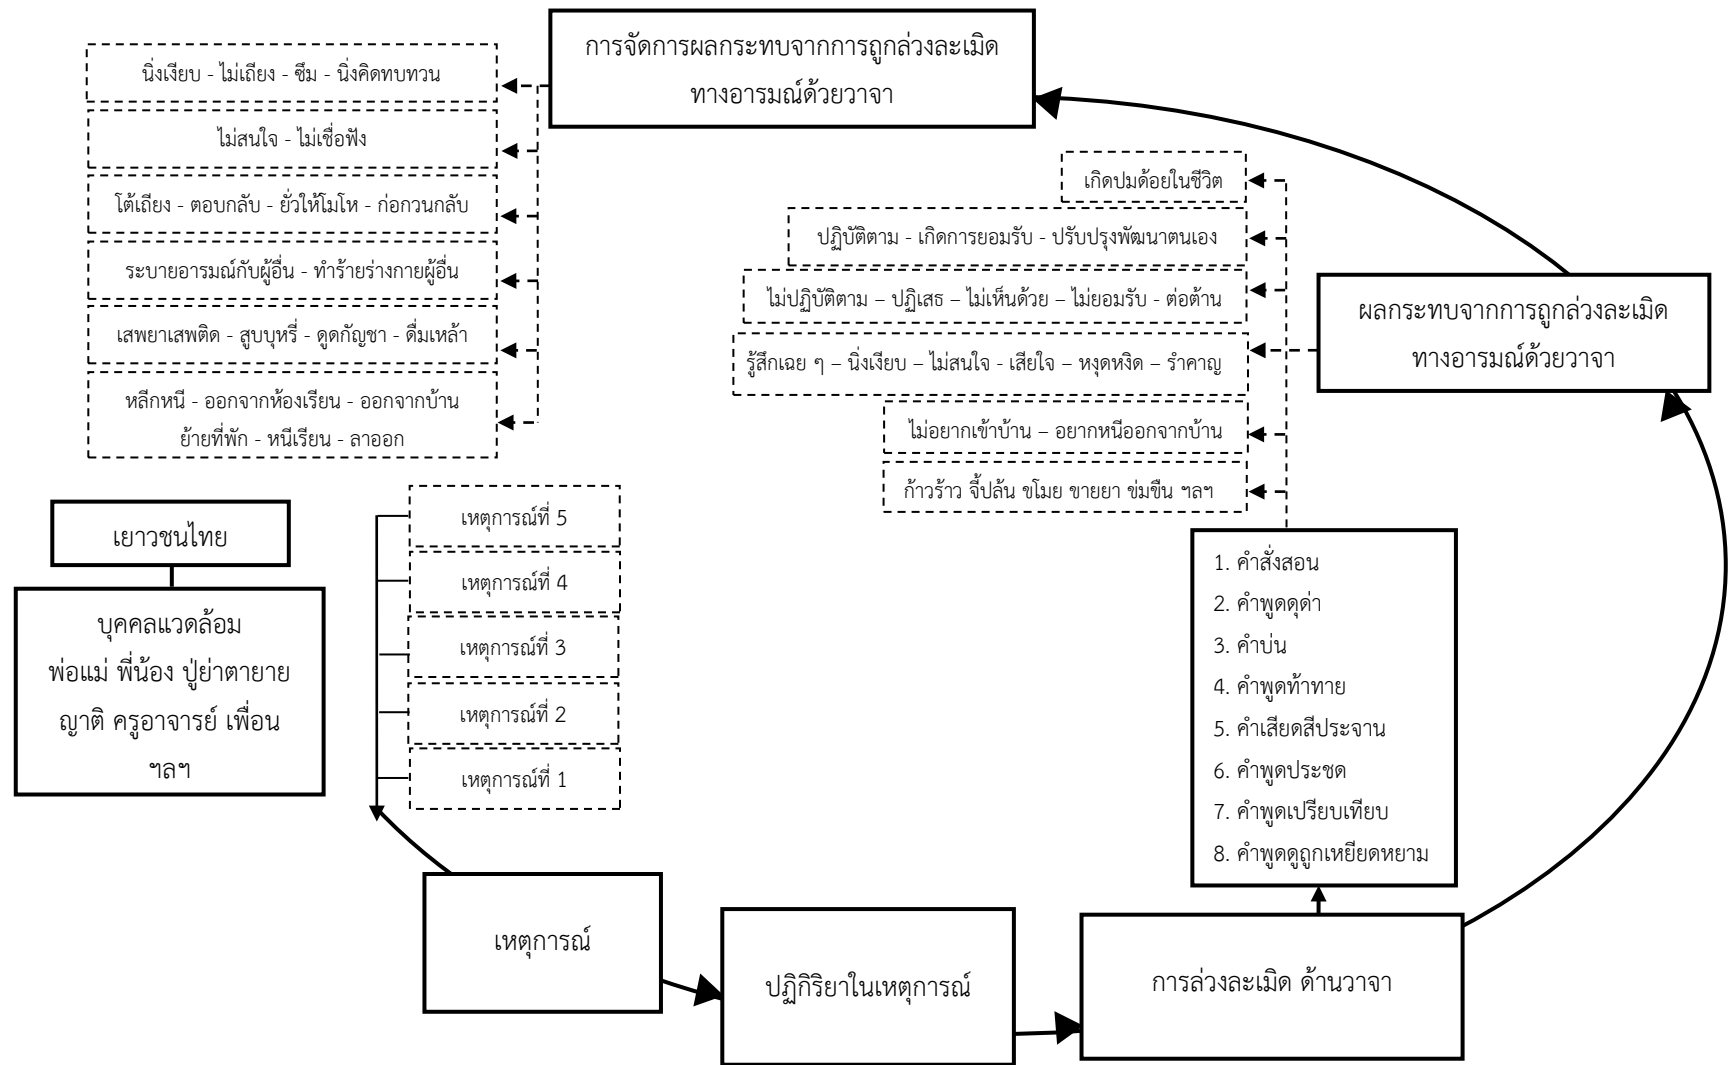 การจัดการผลกระทบจากการถูกล่วงละเมิด
ทางอารมณ์ด้วยวาจา
นิ่งเงียบ - ไม่เถียง - ซึม - นิ่งคิดทบทวน
ไม่สนใจ - ไม่เชื่อฟัง
โต้เถียง - ตอบกลับ - ยั่วให้โมโห - ก่อกวนกลับ
ระบายอารมณ์กับผู้อื่น - ทำร้ายร่างกายผู้อื่น
เสพยาเสพติด - สูบบุหรี่ - ดูดกัญชา - ดื่มเหล้า
หลีกหนี - ออกจากห้องเรียน - ออกจากบ้าน
ย้ายที่พัก - หนีเรียน - ลาออก
เกิดปมด้อยในชีวิต
ปฏิบัติตาม - เกิดการยอมรับ - ปรับปรุงพัฒนาตนเอง
ไม่ปฏิบัติตาม – ปฏิเสธ – ไม่เห็นด้วย – ไม่ยอมรับ - ต่อต้าน
รู้สึกเฉย ๆ – นิ่งเงียบ – ไม่สนใจ - เสียใจ – หงุดหงิด – รำคาญ
ไม่อยากเข้าบ้าน – อยากหนีออกจากบ้าน
ก้าวร้าว จี้ปล้น ขโมย ขายยา ข่มขืน ฯลฯ
ผลกระทบจากการถูกล่วงละเมิด
ทางอารมณ์ด้วยวาจา
เยาวชนไทย
บุคคลแวดล้อม
พ่อแม่ พี่น้อง ปู่ย่าตายาย
ญาติ ครูอาจารย์ เพื่อน
ฯลฯ
เหตุการณ์ที่ 5
เหตุการณ์ที่ 4
เหตุการณ์ที่ 3
เหตุการณ์ที่ 2
เหตุการณ์ที่ 1
1. คำสั่งสอน
2. คำพูดดุด่า
3. คำบ่น
4. คำพูดท้าทาย
5. คำเสียดสีประจาน
6. คำพูดประชด
7. คำพูดเปรียบเทียบ
8. คำพูดดูถูกเหยียดหยาม
เหตุการณ์
ปฏิกิริยาในเหตุการณ์
การล่วงละเมิด ด้านวาจา